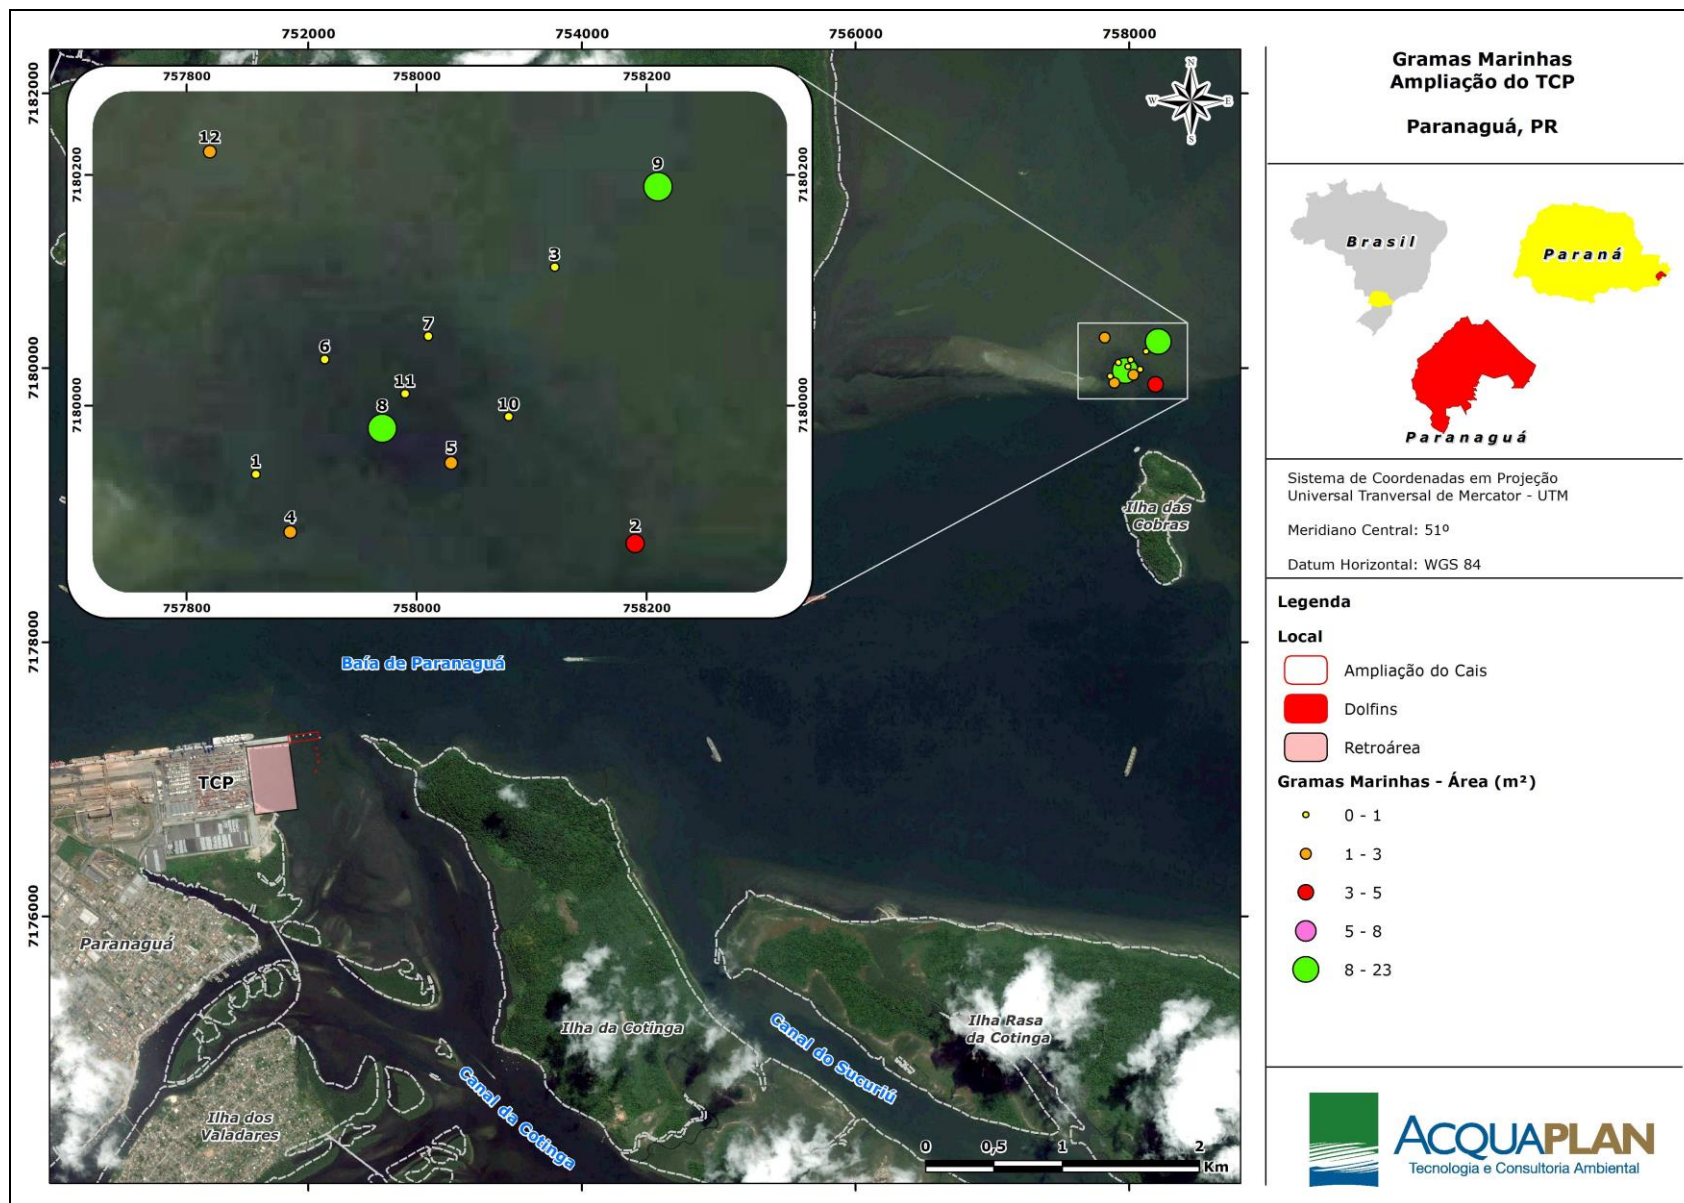 752000
754000
756000
758000
7182000
7180000
7178000
7176000
757800
758000
758200
7180200
7180000
7180200
7180000
757800
758000
758200
12
9
3
7
6
11
8
10
5
1
4
2
N
W
E
S
Ilha das
Cobras
Baía de Paranaguá
TCP
Paranaguá
Ilha dos
Valadares
Ilha da Cotinga
Canal da Cotinga
Canal do Sucuriú
Ilha Rasa
da Cotinga
0 0,5 1 2
Km
Gramas Marinhas
Ampliação do TCP
Paranaguá, PR
Brasil
Paraná
Paranaguá
Sistema de Coordenadas em Projeção
Universal Tranversal de Mercator - UTM
Meridiano Central: 51º
Datum Horizontal: WGS 84
Legenda
Local
Ampliação do Cais
Dolfins
Retroárea
Gramas Marinhas - Área (m²)
0 - 1
1 - 3
3 - 5
5 - 8
8 - 23
ACQUAPLAN
Tecnologia e Consultoria Ambiental